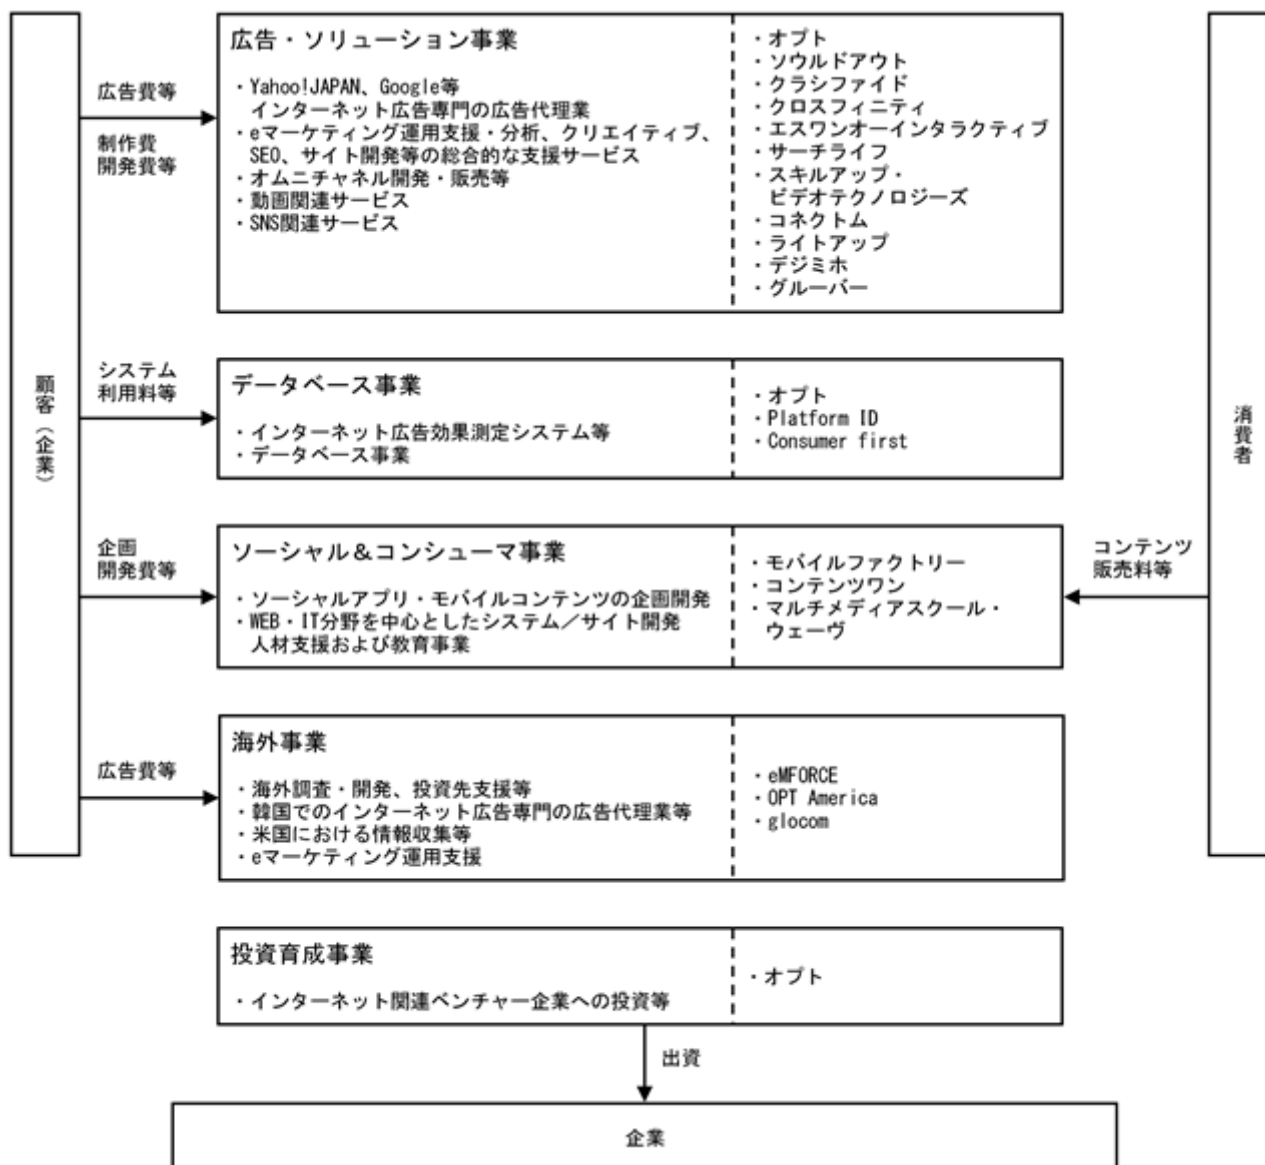 顧客（企業）
広告費等
制作費
開発費等
広告・ソリューション事業
・Yahoo!JAPAN、Google等
インターネット広告専門の広告代理業
・eマーケティング運用支援・分析、クリエイティブ、
SEO、サイト開発等の総合的な支援サービス
・オムニチャネル開発・販売等
・動画関連サービス
・SNS関連サービス
・オプト
・ソウルドアウト
・クラシファイド
・クロスフィニティ
・エスワンオーインタラクティブ
・サーチライフ
・スキルアップ・
ビデオテクノロジーズ
・コネクトム
・ライトアップ
・デジミホ
・グルーバー
システム
利用料等
データベース事業
・インターネット広告効果測定システム等
・データベース事業
・オプト
・Platform ID
・Consumer first
企画
開発費等
ソーシャル＆コンシューマ事業
・ソーシャルアプリ・モバイルコンテンツの企画開発
・WEB・IT分野を中心としたシステム／サイト開発
人材支援および教育事業
・モバイルファクトリー
・コンテンツワン
・マルチメディアスクール・
ウェーヴ
コンテンツ
販売料等
消費者
広告費等
海外事業
・海外調査・開発、投資先支援等
・韓国でのインターネット広告専門の広告代理業等
・米国における情報収集等
・eマーケティング運用支援
・eMFORCE
・OPT America
・glocom
投資育成事業
・インターネット関連ベンチャー企業への投資等
・オプト
出資
企業